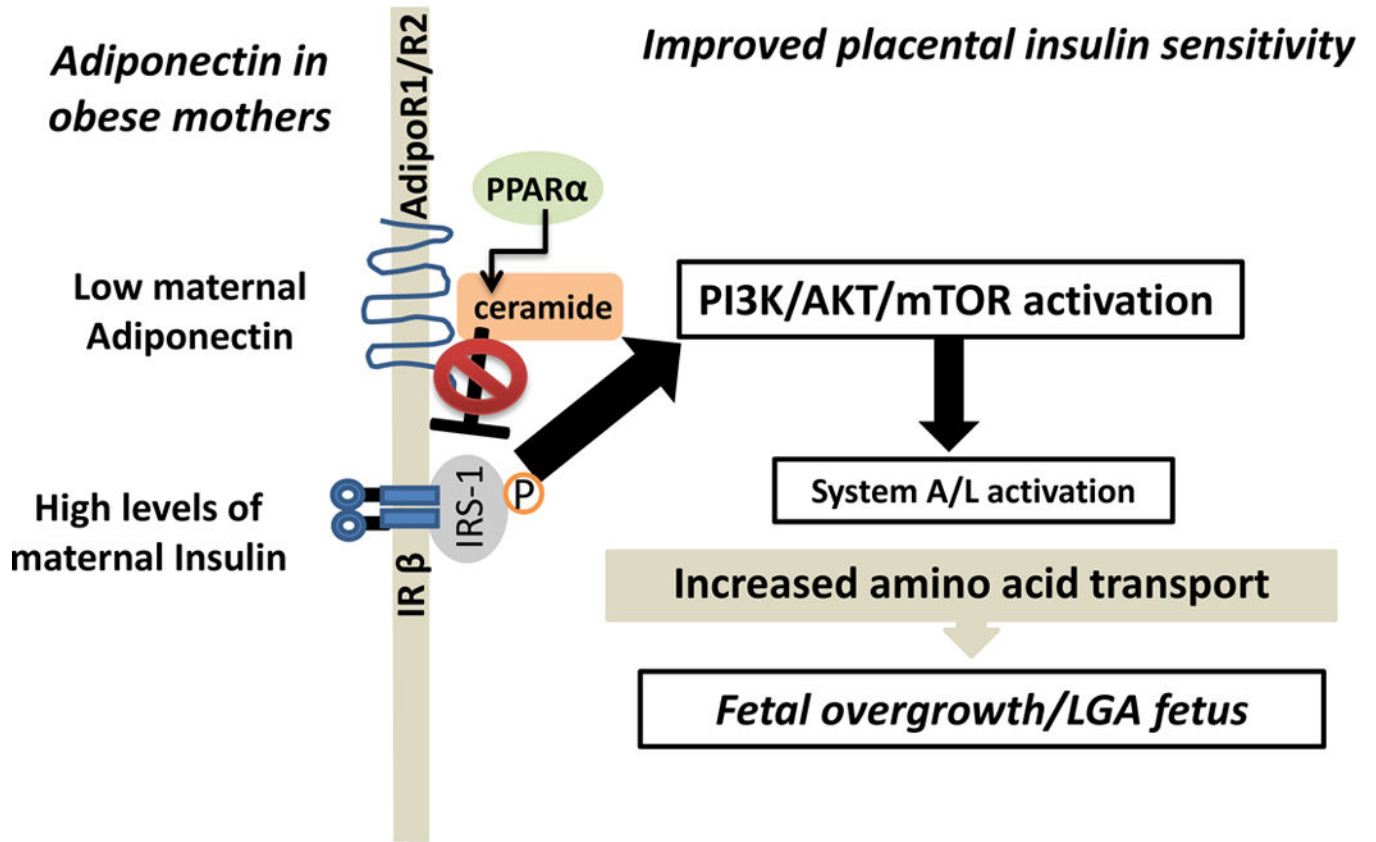 Adiponectin in
obese mothers
Improved placental insulin sensitivity
AdipoR1/R2
PPARα
Low maternal
Adiponectin
ceramide
PI3K/AKT/mTOR activation
High levels of
maternal Insulin
IRS-1
P
IR β
System A/L activation
Increased amino acid transport
Fetal overgrowth/LGA fetus